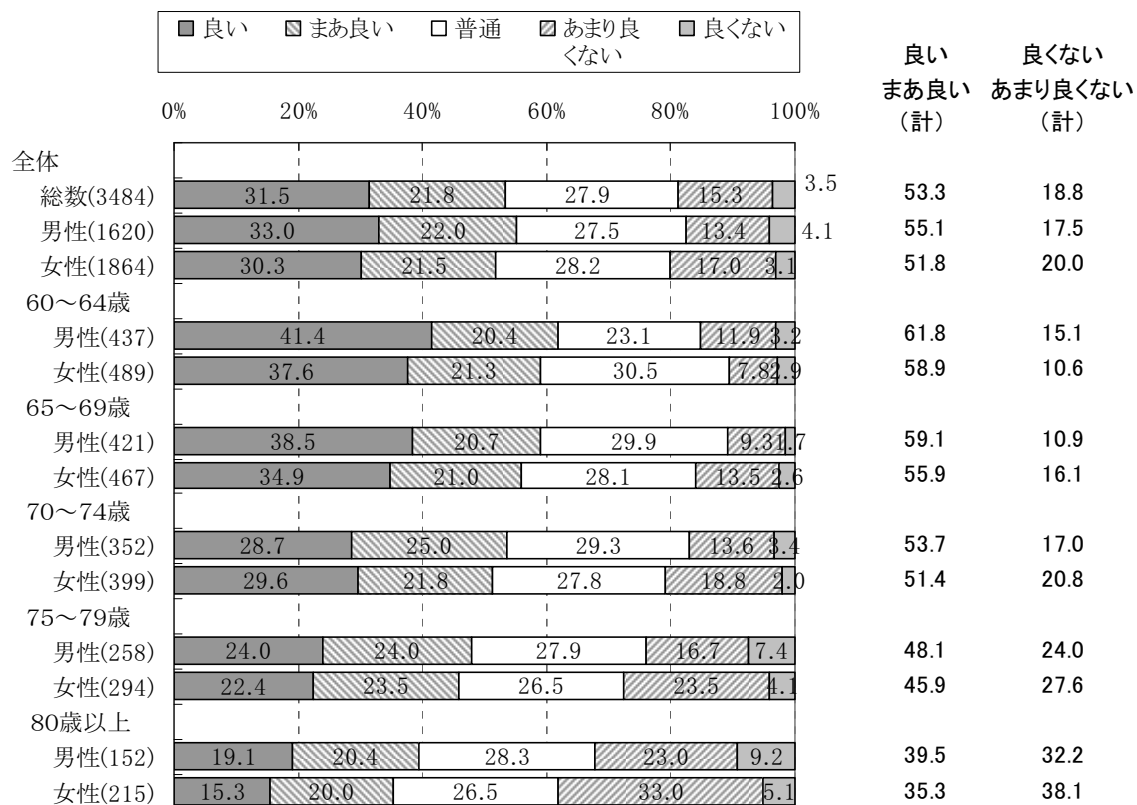 良い まあ良い 普通 あまり良くない 良くない
良い 良くない
まあ良い あまり良くない
（計） （計）
0% 20% 40% 60% 80% 100%
全体
総数(3484) 31.5 21.8 27.9 15.3 3.5 53.3 18.8
男性(1620) 33.0 22.0 27.5 13.4 4.1 55.1 17.5
女性(1864) 30.3 21.5 28.2 17.0 3.1 51.8 20.0
60～64歳
男性(437) 41.4 20.4 23.1 11.9 3.2 61.8 15.1
女性(489) 37.6 21.3 30.5 7.8 2.9 58.9 10.6
65～69歳
男性(421) 38.5 20.7 29.9 9.3 1.7 59.1 10.9
女性(467) 34.9 21.0 28.1 13.5 2.6 55.9 16.1
70～74歳
男性(352) 28.7 25.0 29.3 13.6 3.4 53.7 17.0
女性(399) 29.6 21.8 27.8 18.8 2.0 51.4 20.8
75～79歳
男性(258) 24.0 24.0 27.9 16.7 7.4 48.1 24.0
女性(294) 22.4 23.5 26.5 23.5 4.1 45.9 27.6
80歳以上
男性(152) 19.1 20.4 28.3 23.0 9.2 39.5 32.2
女性(215) 15.3 20.0 26.5 33.0 5.1 35.3 38.1